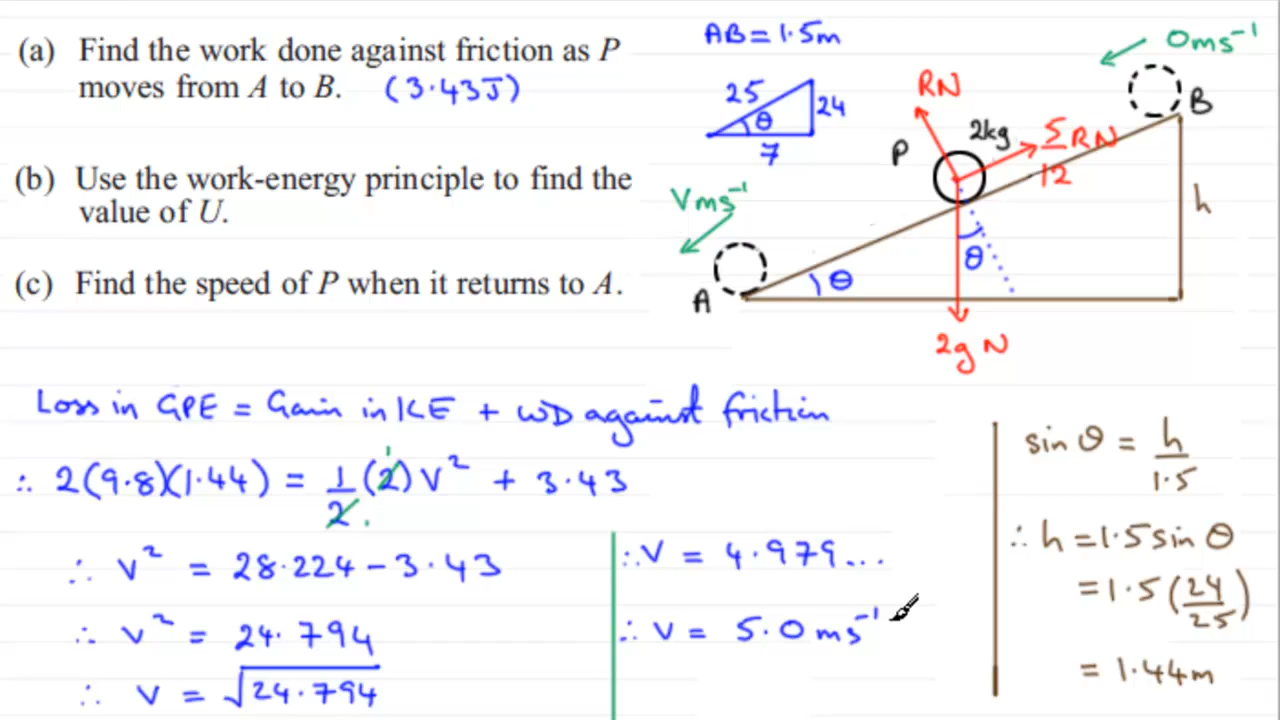 (a) Find the work done against friction as P
moves from A to B. (3.43J)
(b) Use the work-energy principle to find the
value of U.
(c) Find the speed of P when it returns to A.
AB = 1.5m
25
24
θ
7
0ms⁻¹
B
RN
2kg
5/12 RN
P
h
Vms⁻¹
θ
A
θ
2g N
Loss in GPE = Gain in KE + WD against friction
∴ 2(9.8)(1.44) = 1/2 (2)V² + 3.43
1
1
∴ V² = 28.224 - 3.43
∴ V² = 24.794
∴ V = √24.794
∴ V = 4.979...
∴ V = 5.0ms⁻¹
sin θ = h/1.5
∴ h = 1.5 sin θ
= 1.5 (24/25)
= 1.44m